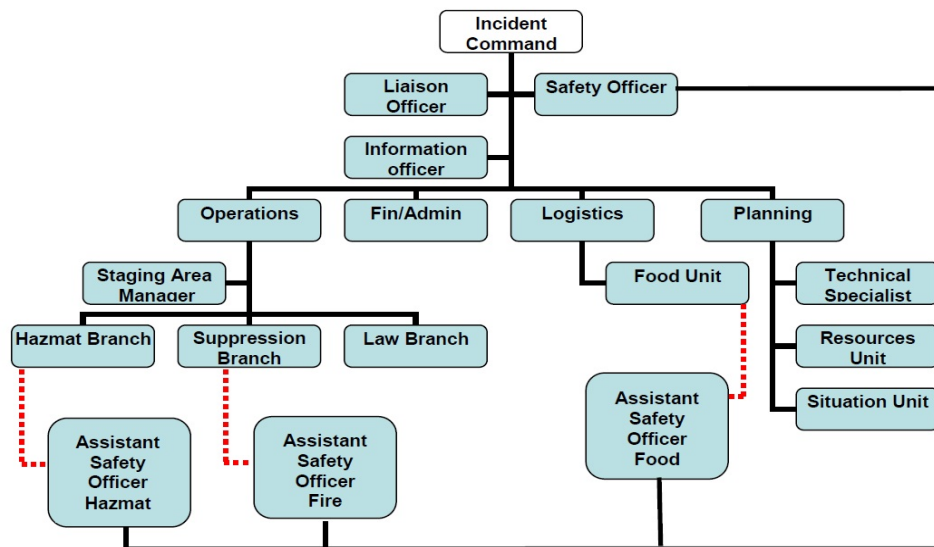 Incident
Command
Liaison
Officer
Safety Officer
Information
officer
Operations
Fin/Admin
Logistics
Planning
Staging Area
Manager
Food Unit
Technical
Specialist
Hazmat Branch
Suppression
Branch
Law Branch
Resources
Unit
Situation Unit
Assistant
Safety
Officer
Hazmat
Assistant
Safety
Officer
Fire
Assistant
Safety
Officer
Food